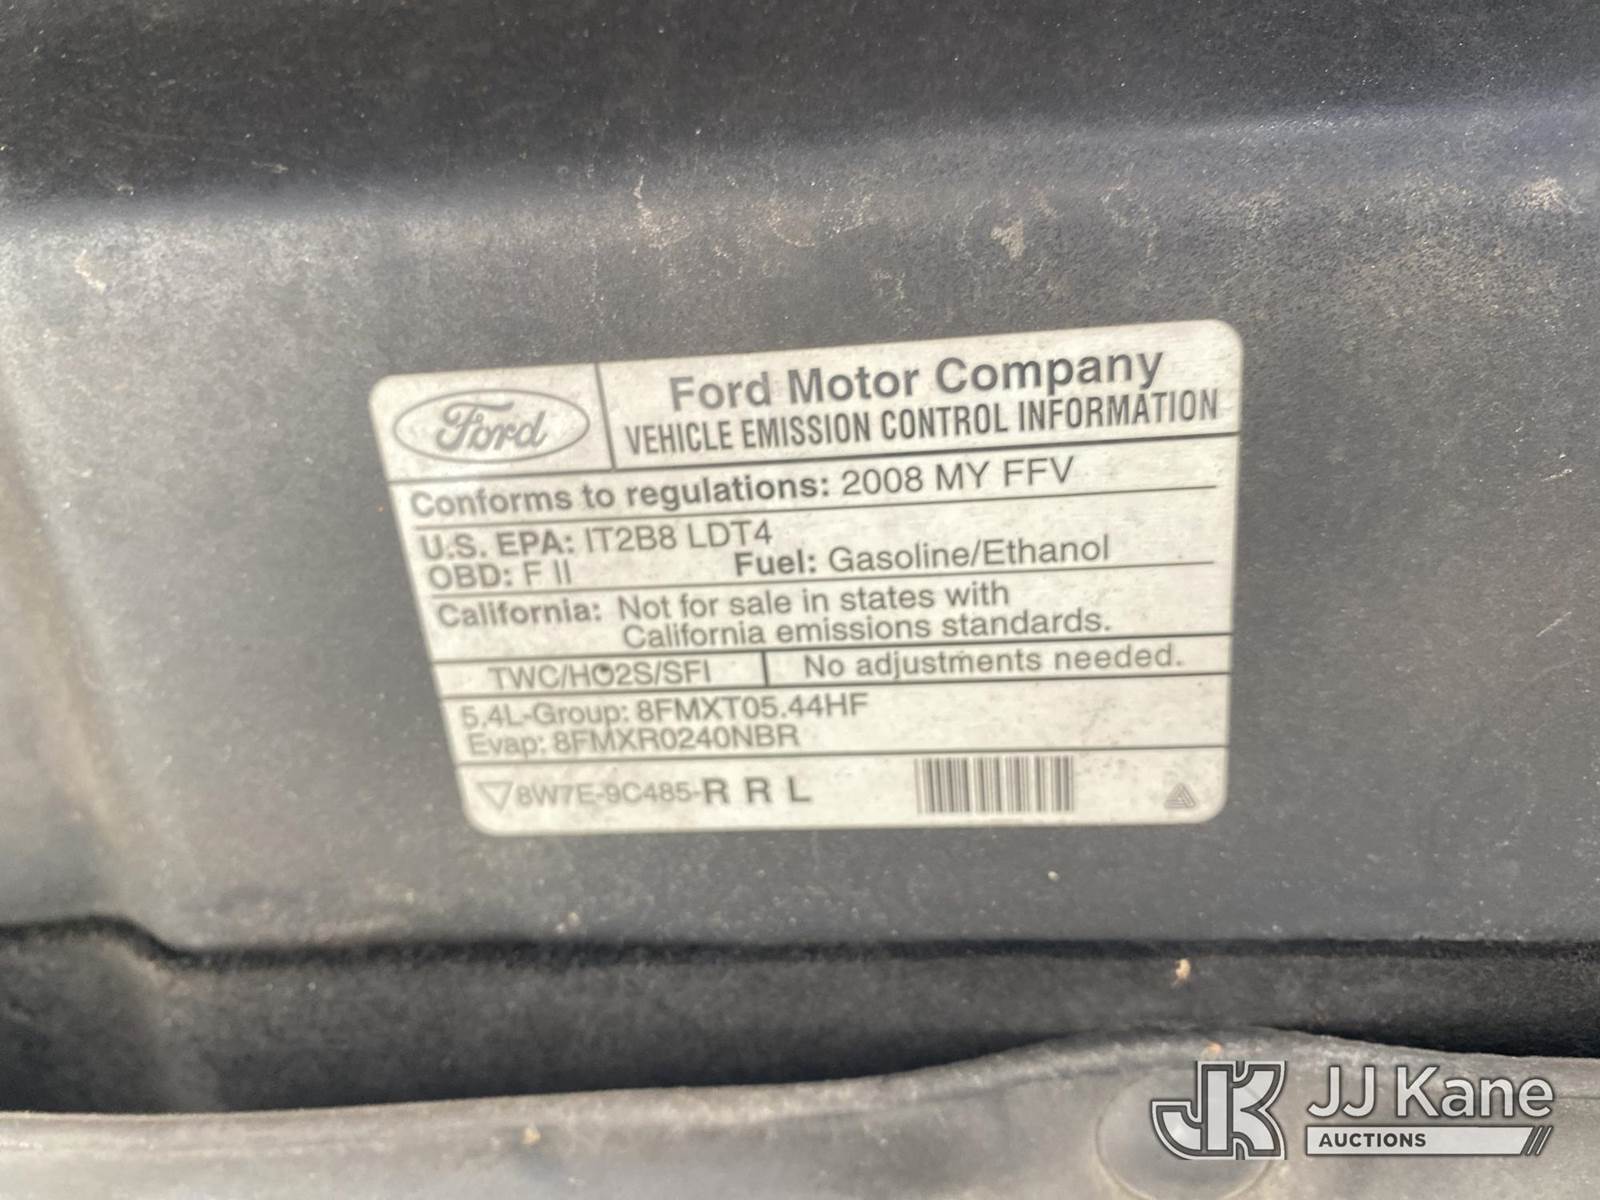 Ford
Ford Motor Company
VEHICLE EMISSION CONTROL INFORMATION
Conforms to regulations: 2008 MY FFV
U.S. EPA: IT2B8 LDT4
OBD: F II Fuel: Gasoline/Ethanol
California: Not for sale in states with
California emissions standards.
TWC/HO2S/SFI No adjustments needed.
5.4L-Group: 8FMXT05.44HF
Evap: 8FMXR0240NBR
8W7E-9C485-R R L
JK JJ Kane
AUCTIONS